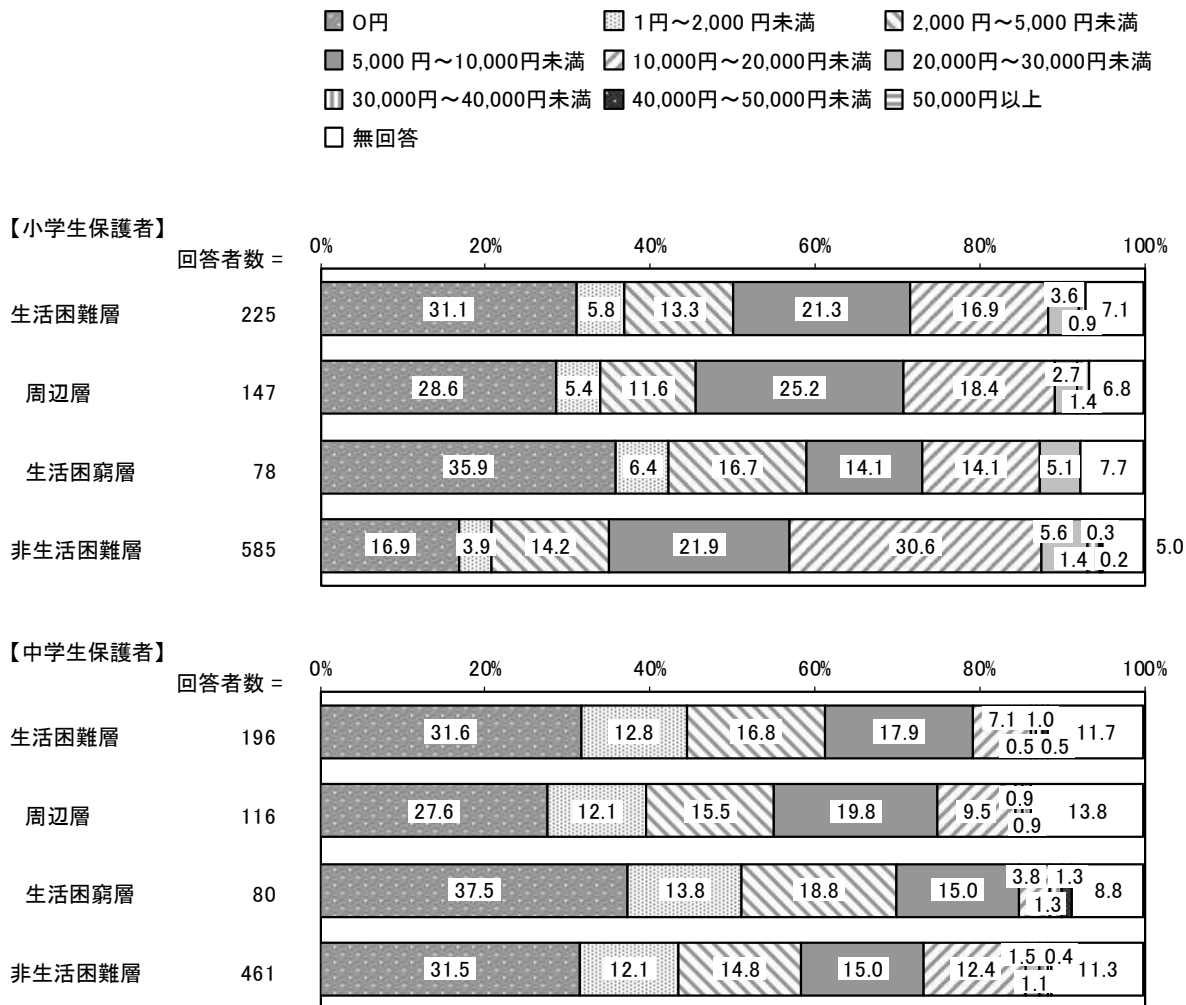 ０円 １円～2,000 円未満 2,000 円～5,000 円未満
5,000 円～10,000円未満 10,000円～20,000円未満 20,000円～30,000円未満
30,000円～40,000円未満 40,000円～50,000円未満 50,000円以上
無回答
【小学生保護者】
回答者数 =
0% 20% 40% 60% 80% 100%
生活困難層 225 31.1 5.8 13.3 21.3 16.9 3.6 0.9 7.1
周辺層 147 28.6 5.4 11.6 25.2 18.4 2.7 1.4 6.8
生活困窮層 78 35.9 6.4 16.7 14.1 14.1 5.1 7.7
非生活困難層 585 16.9 3.9 14.2 21.9 30.6 5.6 1.4 0.3 0.2 5.0
【中学生保護者】
回答者数 =
0% 20% 40% 60% 80% 100%
生活困難層 196 31.6 12.8 16.8 17.9 7.1 0.5 1.0 0.5 11.7
周辺層 116 27.6 12.1 15.5 19.8 9.5 0.9 0.9 13.8
生活困窮層 80 37.5 13.8 18.8 15.0 3.8 1.3 1.3 8.8
非生活困難層 461 31.5 12.1 14.8 15.0 12.4 1.5 1.1 0.4 11.3